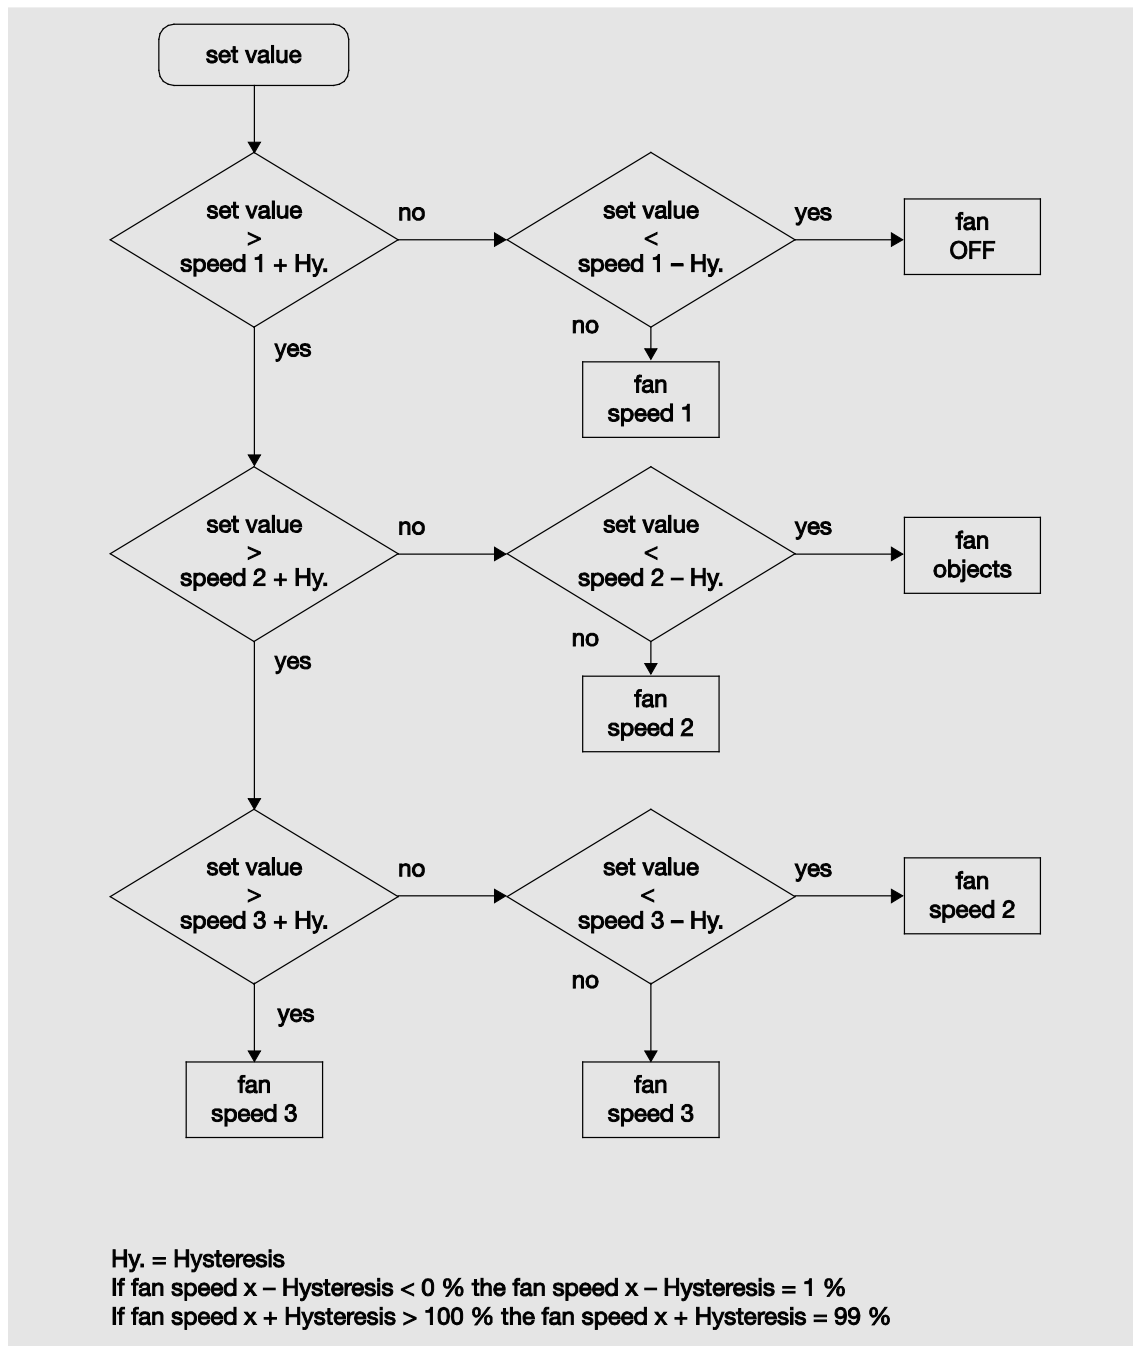 set value
set value
>
speed 1 + Hy.
no
set value
<
speed 1 – Hy.
yes
fan
OFF
yes
no
fan
speed 1
set value
>
speed 2 + Hy.
no
set value
<
speed 2 – Hy.
yes
fan
objects
yes
no
fan
speed 2
set value
>
speed 3 + Hy.
no
set value
<
speed 3 – Hy.
yes
fan
speed 2
yes
no
fan
speed 3
fan
speed 3
Hy. = Hysteresis
If fan speed x – Hysteresis < 0 % the fan speed x – Hysteresis = 1 %
If fan speed x + Hysteresis > 100 % the fan speed x + Hysteresis = 99 %